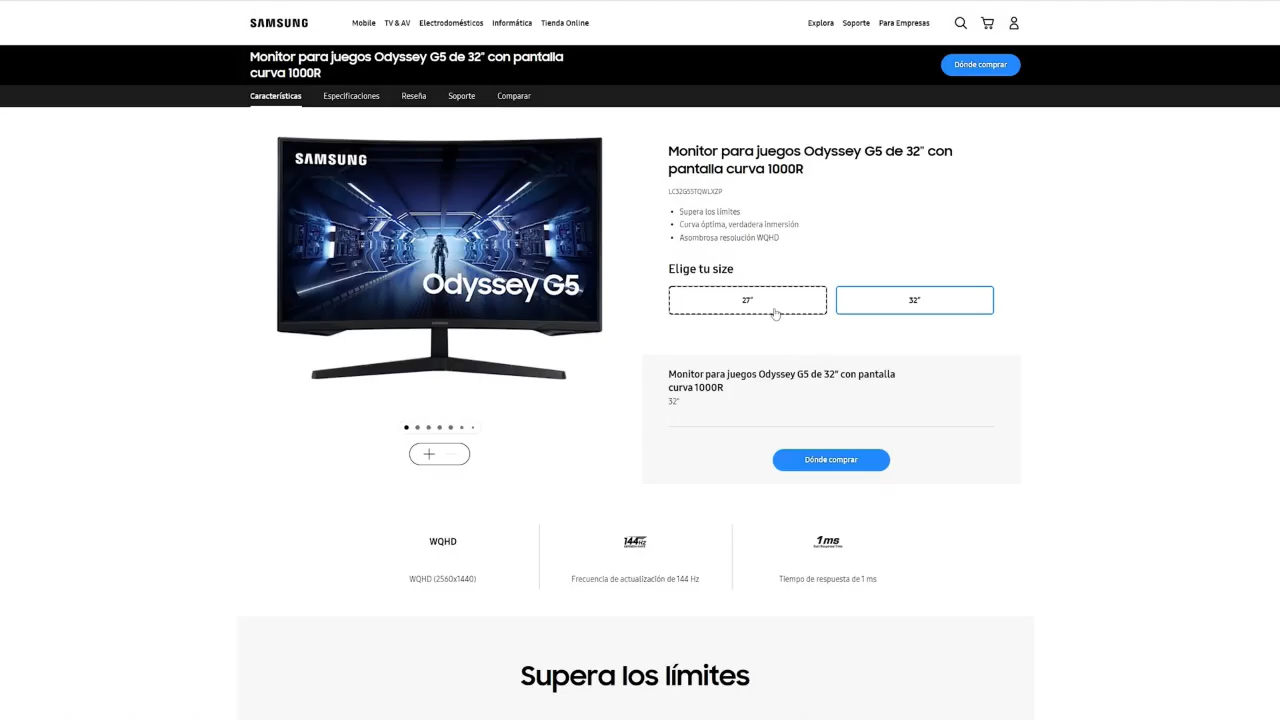 SAMSUNG
Mobile TV & AV Electrodomésticos Informática Tienda Online
Explora Soporte Para Empresas
Monitor para juegos Odyssey G5 de 32" con pantalla
curva 1000R
Dónde comprar
Características Especificaciones Reseña Soporte Comparar
SAMSUNG
Odyssey G5
Monitor para juegos Odyssey G5 de 32" con
pantalla curva 1000R
LC32G55TQWLXZP
• Supera los límites
• Curva óptima, verdadera inmersión
• Asombrosa resolución WQHD
Elige tu size
27"
32"
Monitor para juegos Odyssey G5 de 32" con pantalla
curva 1000R
32"
Dónde comprar
WQHD
WQHD (2560x1440)
144Hz
Frecuencia de actualización de 144 Hz
1ms
Tiempo de respuesta de 1 ms
Supera los límites